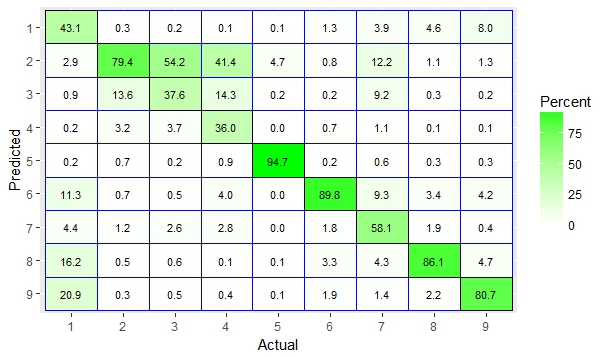 1 43.1 0.3 0.2 0.1 0.1 1.3 3.9 4.6 8.0
2 2.9 79.4 54.2 41.4 4.7 0.8 12.2 1.1 1.3
3 0.9 13.6 37.6 14.3 0.2 0.2 9.2 0.3 0.2
4 0.2 3.2 3.7 36.0 0.0 0.7 1.1 0.1 0.1
5 0.2 0.7 0.2 0.9 94.7 0.2 0.6 0.3 0.3
6 11.3 0.7 0.5 4.0 0.0 89.8 9.3 3.4 4.2
7 4.4 1.2 2.6 2.8 0.0 1.8 58.1 1.9 0.4
8 16.2 0.5 0.6 0.1 0.1 3.3 4.3 86.1 4.7
9 20.9 0.3 0.5 0.4 0.1 1.9 1.4 2.2 80.7
1 2 3 4 5 6 7 8 9
Actual
Predicted
Percent
75
50
25
0